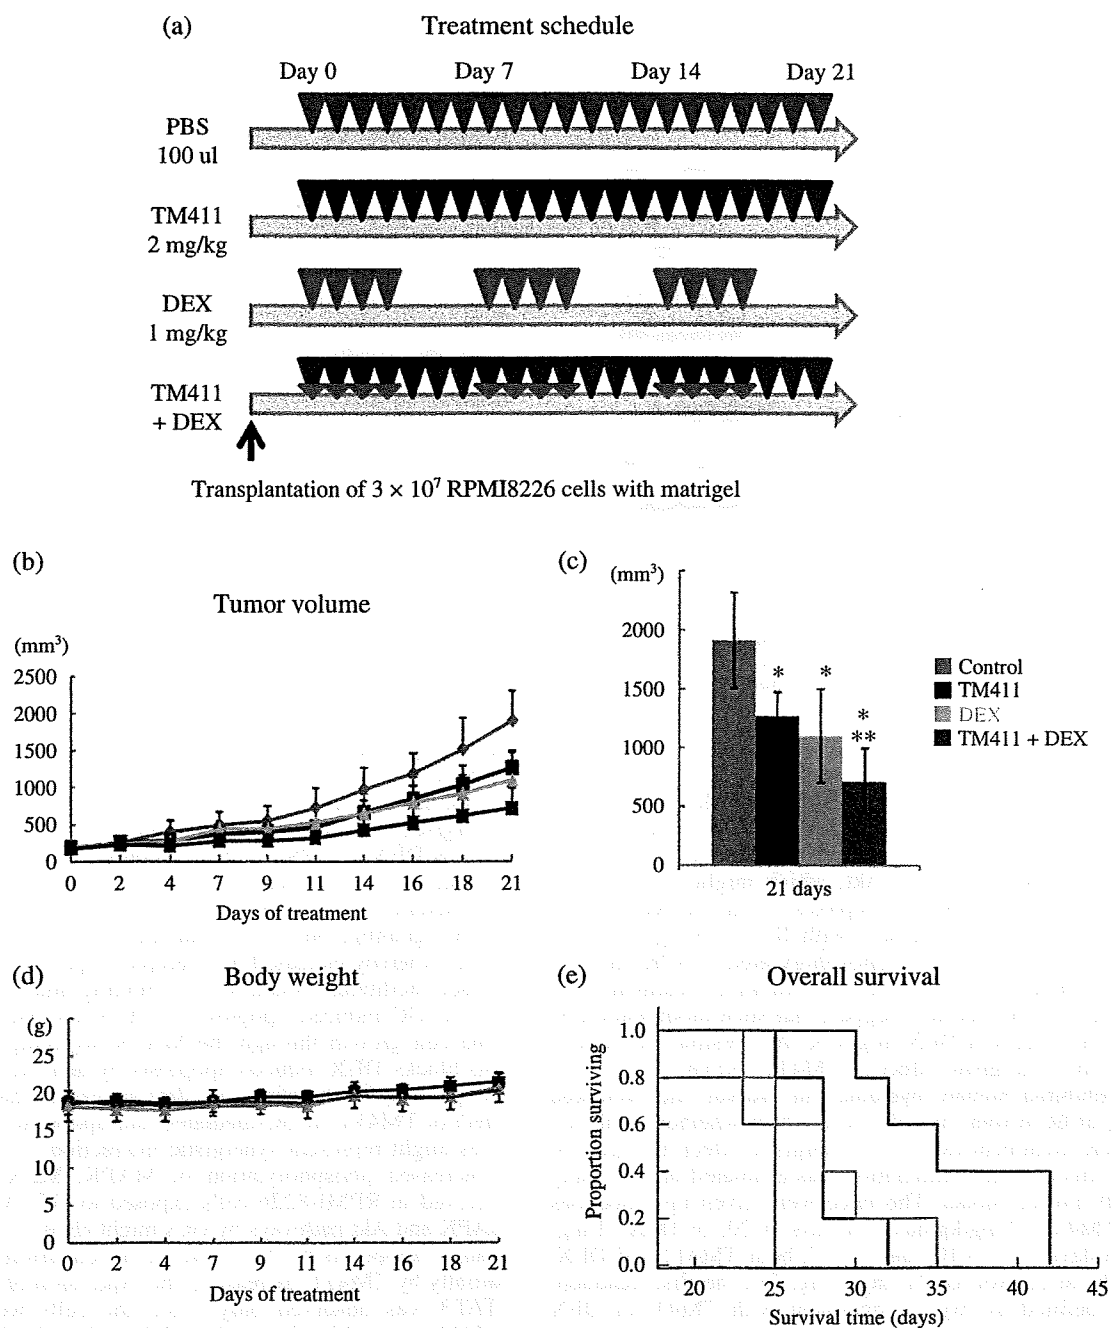 (a)
Treatment schedule
Day 0 Day 7 Day 14 Day 21
PBS
100 ul
TM411
2 mg/kg
DEX
1 mg/kg
TM411
+ DEX
Transplantation of 3 × 10⁷ RPMI8226 cells with matrigel
(b)
Tumor volume
(mm³)
2500
2000
1500
1000
500
0
0 2 4 7 9 11 14 16 18 21
Days of treatment
(c)
(mm³)
2000
1500
1000
500
0
* * *
**
21 days
Control
TM411
DEX
TM411 + DEX
(d)
Body weight
(g)
25
20
15
10
5
0
0 2 4 7 9 11 14 16 18 21
Days of treatment
(e)
Overall survival
Proportion surviving
1.0
0.8
0.6
0.4
0.2
0.0
20 25 30 35 40 45
Survival time (days)